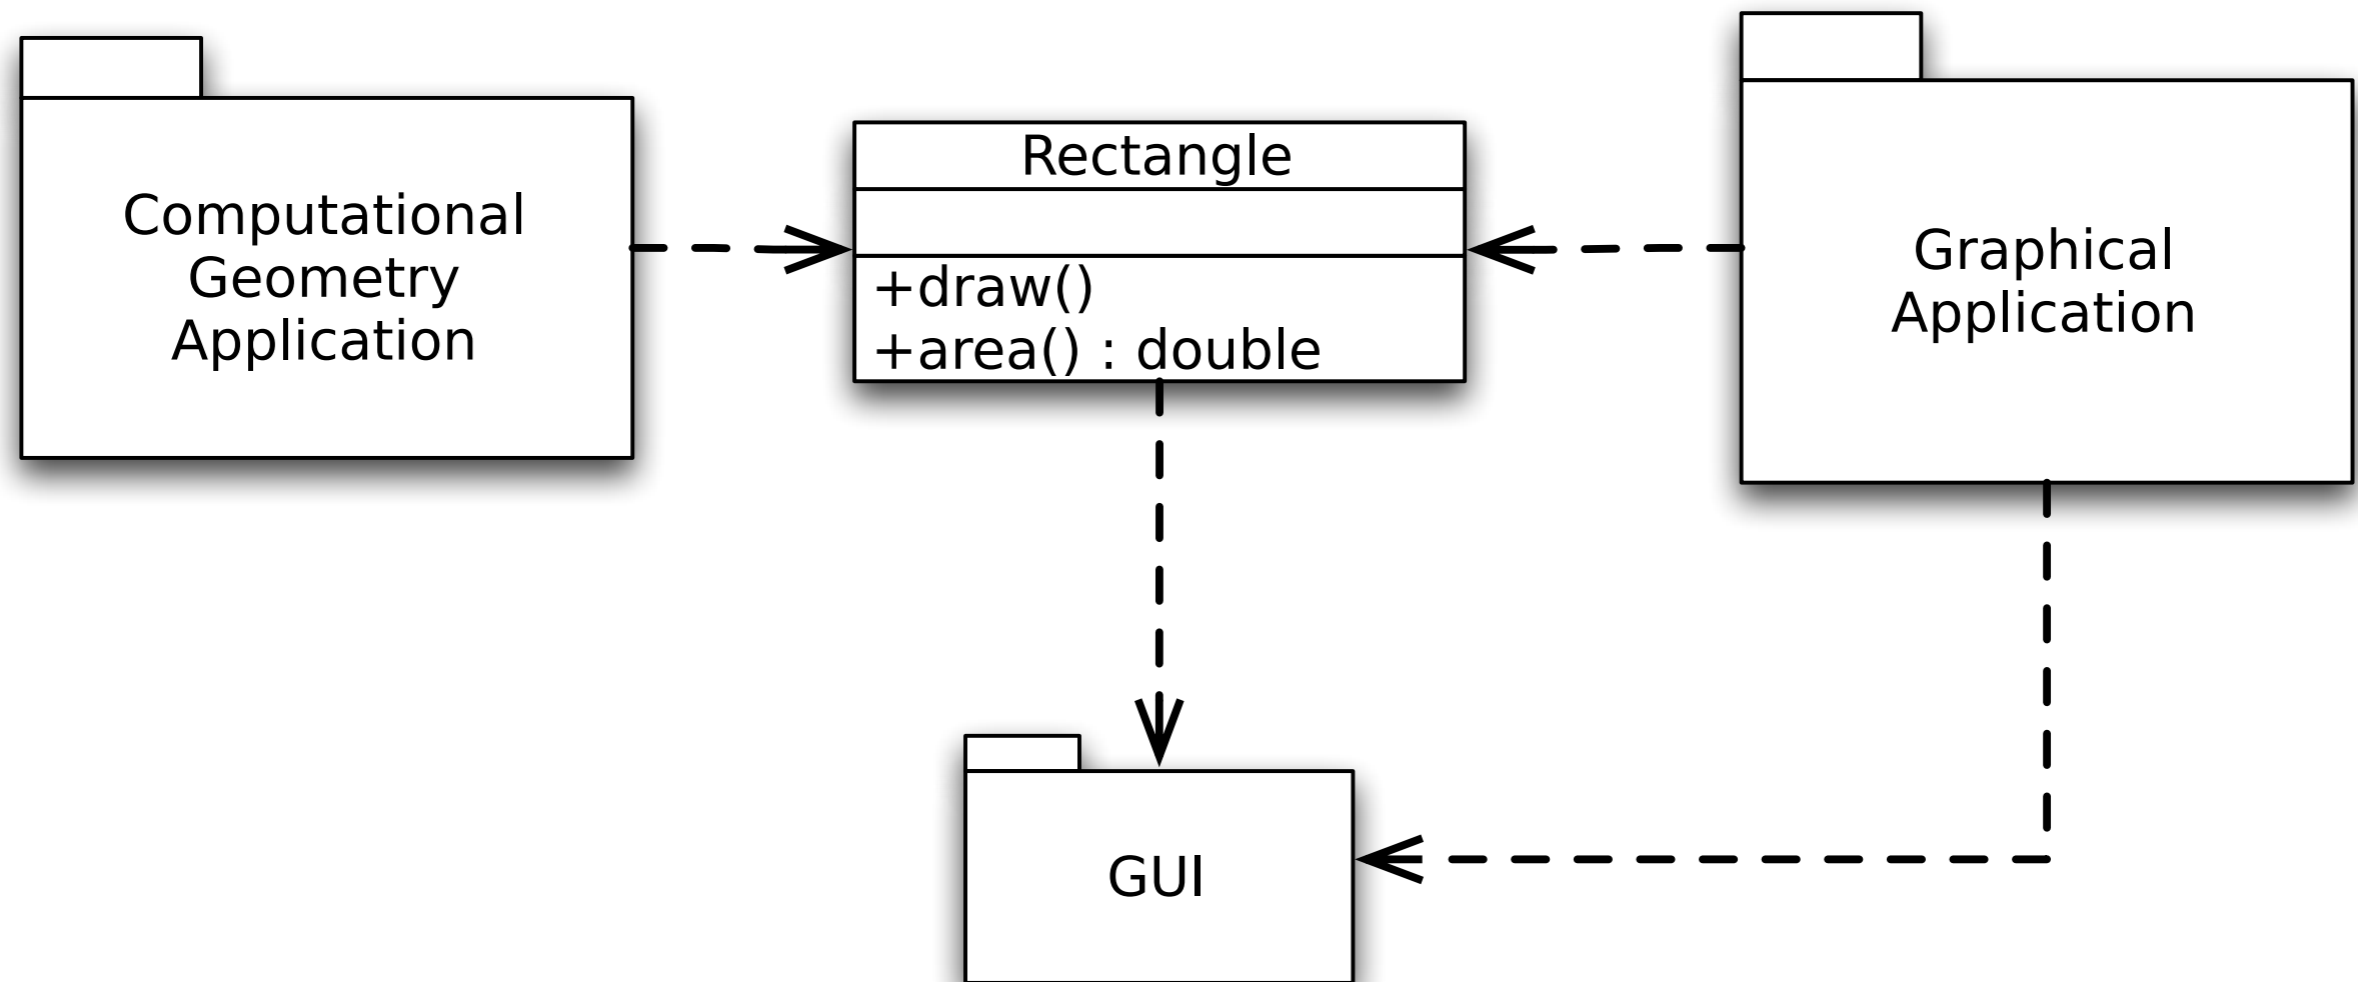 Computational
Geometry
Application
Rectangle
+draw()
+area() : double
Graphical
Application
GUI